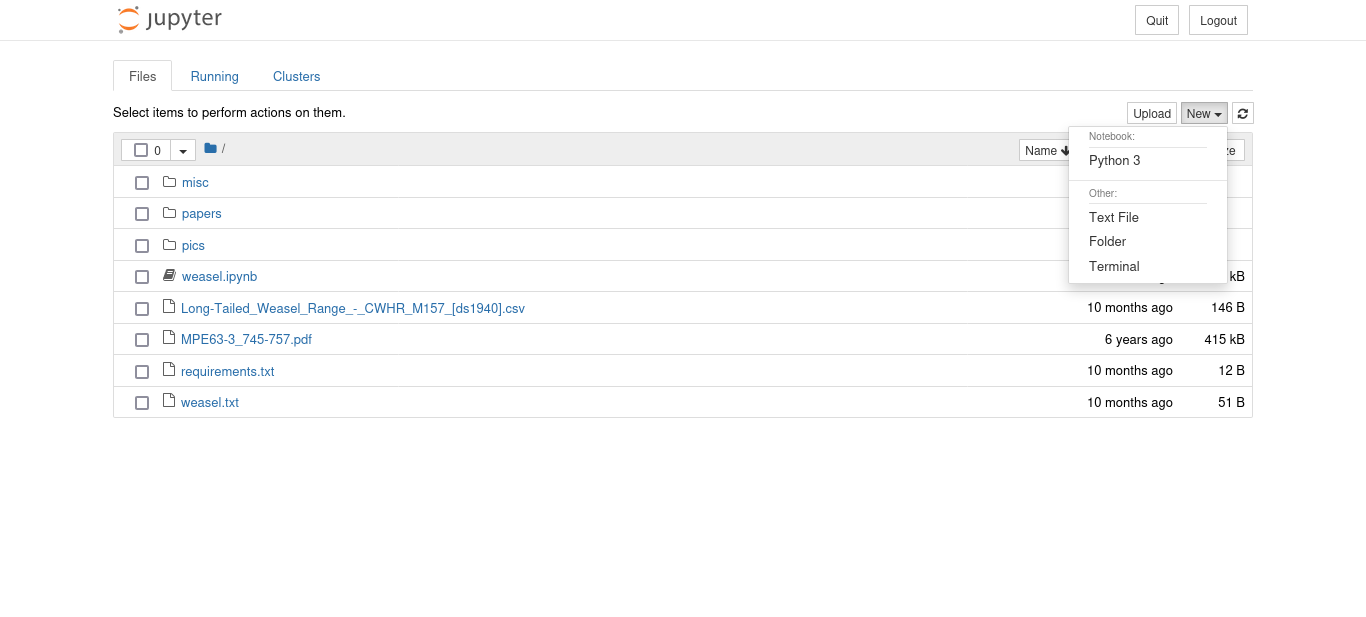 jupyter
Quit Logout
Files Running Clusters
Select items to perform actions on them.
Upload New
0 / Name
Notebook:
Python 3
Other:
Text File
Folder
Terminal
misc
papers
pics
weasel.ipynb kB
Long-Tailed_Weasel_Range_-_CWHR_M157_[ds1940].csv 10 months ago 146 B
MPE63-3_745-757.pdf 6 years ago 415 kB
requirements.txt 10 months ago 12 B
weasel.txt 10 months ago 51 B